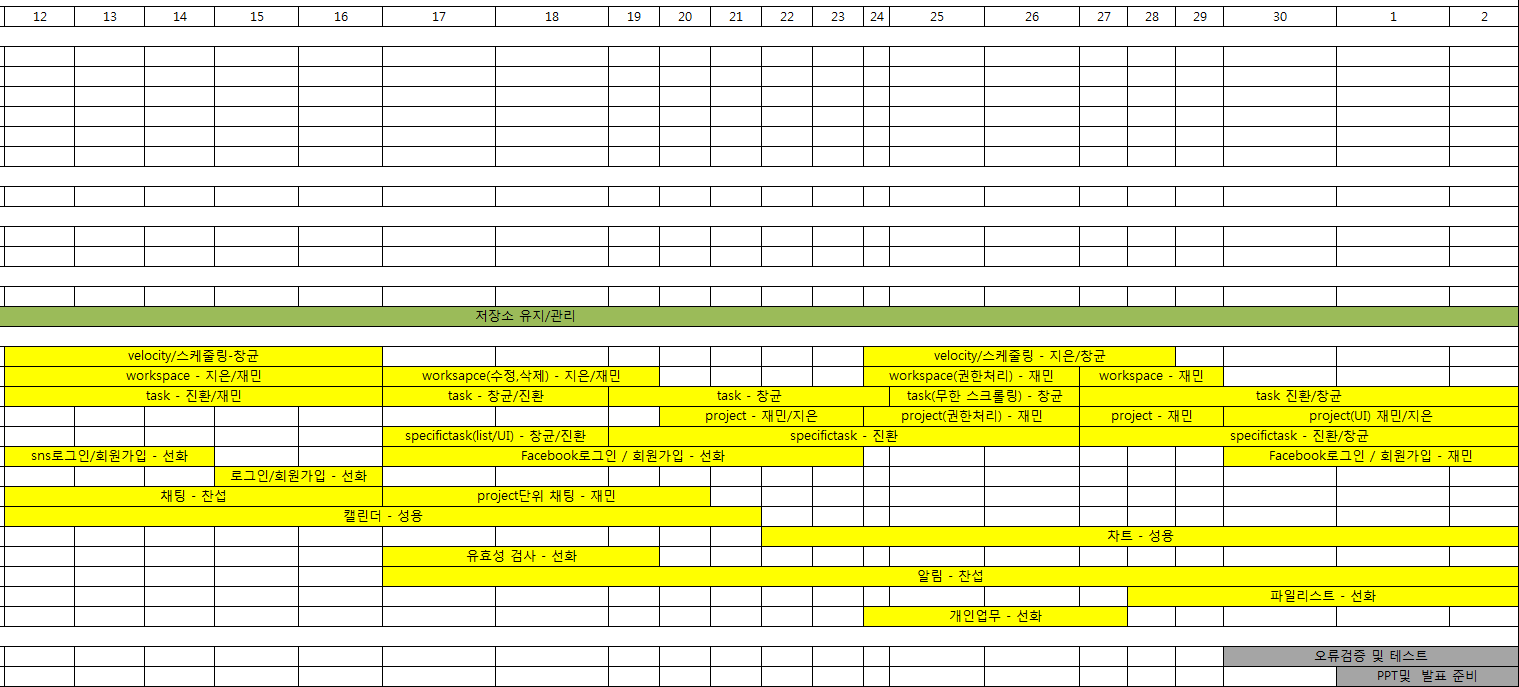 12 13 14 15 16 17 18 19 20 21 22 23 24 25 26 27 28 29 30 1 2
저장소 유지/관리
velocity/스케줄링-창균 velocity/스케줄링 - 지은/창균
workspace - 지은/재민 worksapce(수정,삭제) - 지은/재민 workspace(권한처리) - 재민 workspace - 재민
task - 진환/재민 task - 창균/진환 task - 창균 task(무한 스크롤링) - 창균 task 진환/창균
project - 재민/지은 project(권한처리) - 재민 project - 재민 project(UI) 재민/지은
specifictask(list/UI) - 창균/진환 specifictask - 진환 specifictask - 진환/창균
sns로그인/회원가입 - 선화 Facebook로그인 / 회원가입 - 선화 Facebook로그인 / 회원가입 - 재민
로그인/회원가입 - 선화
채팅 - 찬섭 project단위 채팅 - 재민
캘린더 - 성용
차트 - 성용
유효성 검사 - 선화
알림 - 찬섭
파일리스트 - 선화
개인업무 - 선화
오류검증 및 테스트
PPT및 발표 준비